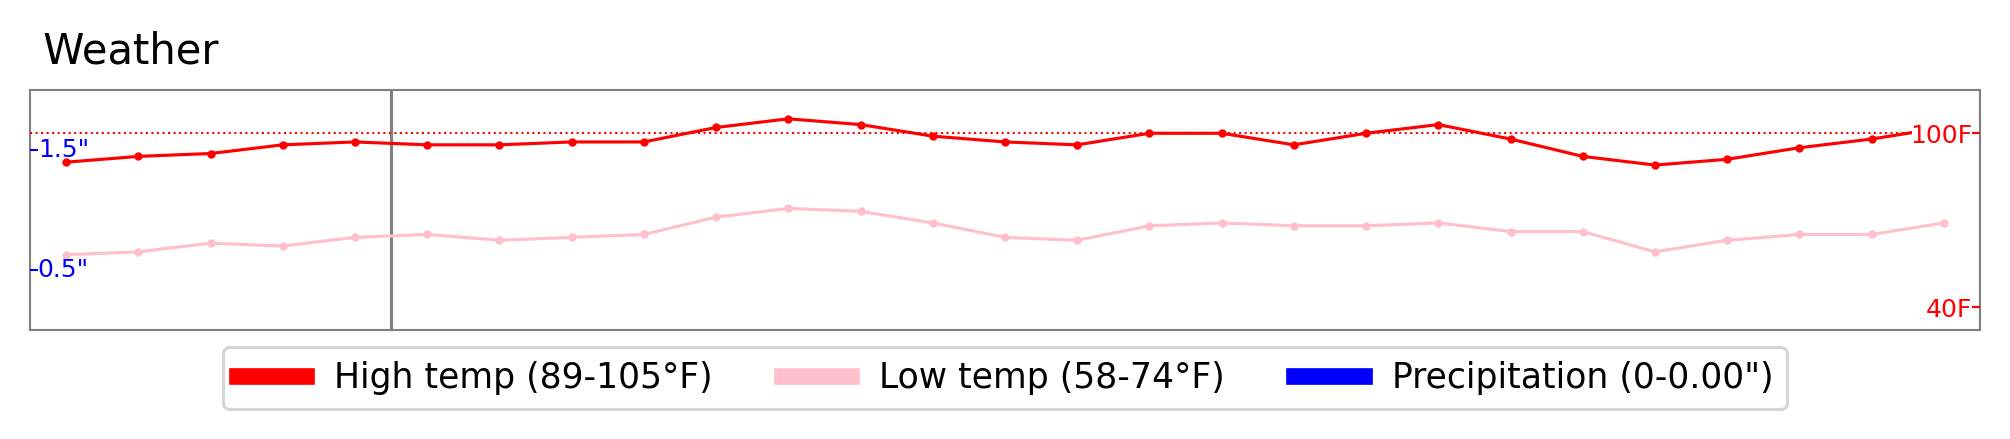 Weather
1.5"
100F
0.5"
40F
High temp (89-105°F)
Low temp (58-74°F)
Precipitation (0-0.00")